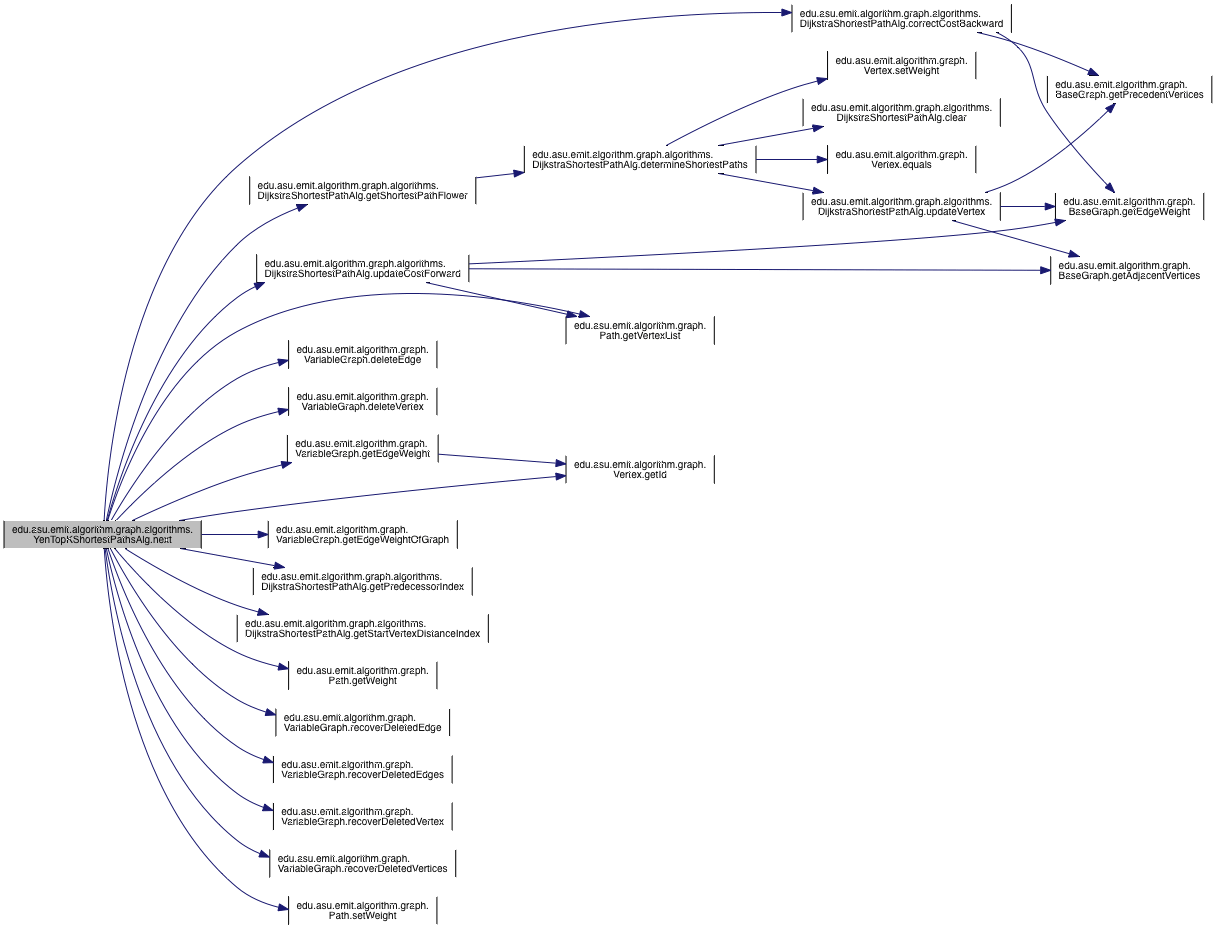 edu.asu.emit.algorithm.graph.algorithms.
DijkstraShortestPathAlg.correctCostBackward
edu.asu.emit.algorithm.graph.
Vertex.setWeight
edu.asu.emit.algorithm.graph.
BaseGraph.getPrecedentVertices
edu.asu.emit.algorithm.graph.algorithms.
DijkstraShortestPathAlg.clear
edu.asu.emit.algorithm.graph.algorithms.
DijkstraShortestPathAlg.determineShortestPaths
edu.asu.emit.algorithm.graph.
Vertex.equals
edu.asu.emit.algorithm.graph.algorithms.
DijkstraShortestPathAlg.getShortestPathFlower
edu.asu.emit.algorithm.graph.algorithms.
DijkstraShortestPathAlg.updateVertex
edu.asu.emit.algorithm.graph.
BaseGraph.getEdgeWeight
edu.asu.emit.algorithm.graph.algorithms.
DijkstraShortestPathAlg.updateCostForward
edu.asu.emit.algorithm.graph.
BaseGraph.getAdjacentVertices
edu.asu.emit.algorithm.graph.
Path.getVertexList
edu.asu.emit.algorithm.graph.
VariableGraph.deleteEdge
edu.asu.emit.algorithm.graph.
VariableGraph.deleteVertex
edu.asu.emit.algorithm.graph.
VariableGraph.getEdgeWeight
edu.asu.emit.algorithm.graph.
Vertex.getId
edu.asu.emit.algorithm.graph.algorithms.
YenTopKShortestPathsAlg.next
edu.asu.emit.algorithm.graph.
VariableGraph.getEdgeWeightOfGraph
edu.asu.emit.algorithm.graph.algorithms.
DijkstraShortestPathAlg.getPredecessorIndex
edu.asu.emit.algorithm.graph.algorithms.
DijkstraShortestPathAlg.getStartVertexDistanceIndex
edu.asu.emit.algorithm.graph.
Path.getWeight
edu.asu.emit.algorithm.graph.
VariableGraph.recoverDeletedEdge
edu.asu.emit.algorithm.graph.
VariableGraph.recoverDeletedEdges
edu.asu.emit.algorithm.graph.
VariableGraph.recoverDeletedVertex
edu.asu.emit.algorithm.graph.
VariableGraph.recoverDeletedVertices
edu.asu.emit.algorithm.graph.
Path.setWeight